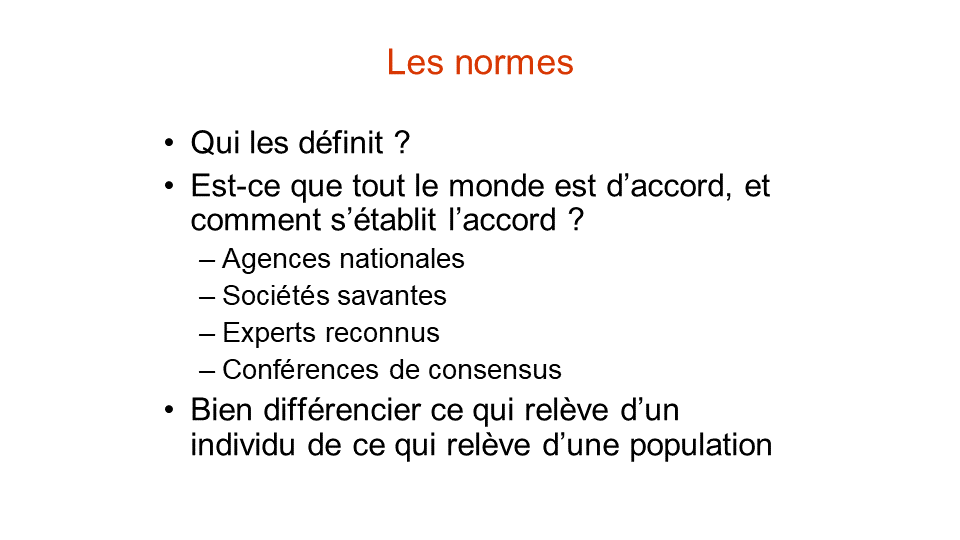 Les normes
• Qui les définit ?
• Est-ce que tout le monde est d’accord, et
comment s’établit l’accord ?
– Agences nationales
– Sociétés savantes
– Experts reconnus
– Conférences de consensus
• Bien différencier ce qui relève d’un
individu de ce qui relève d’une population